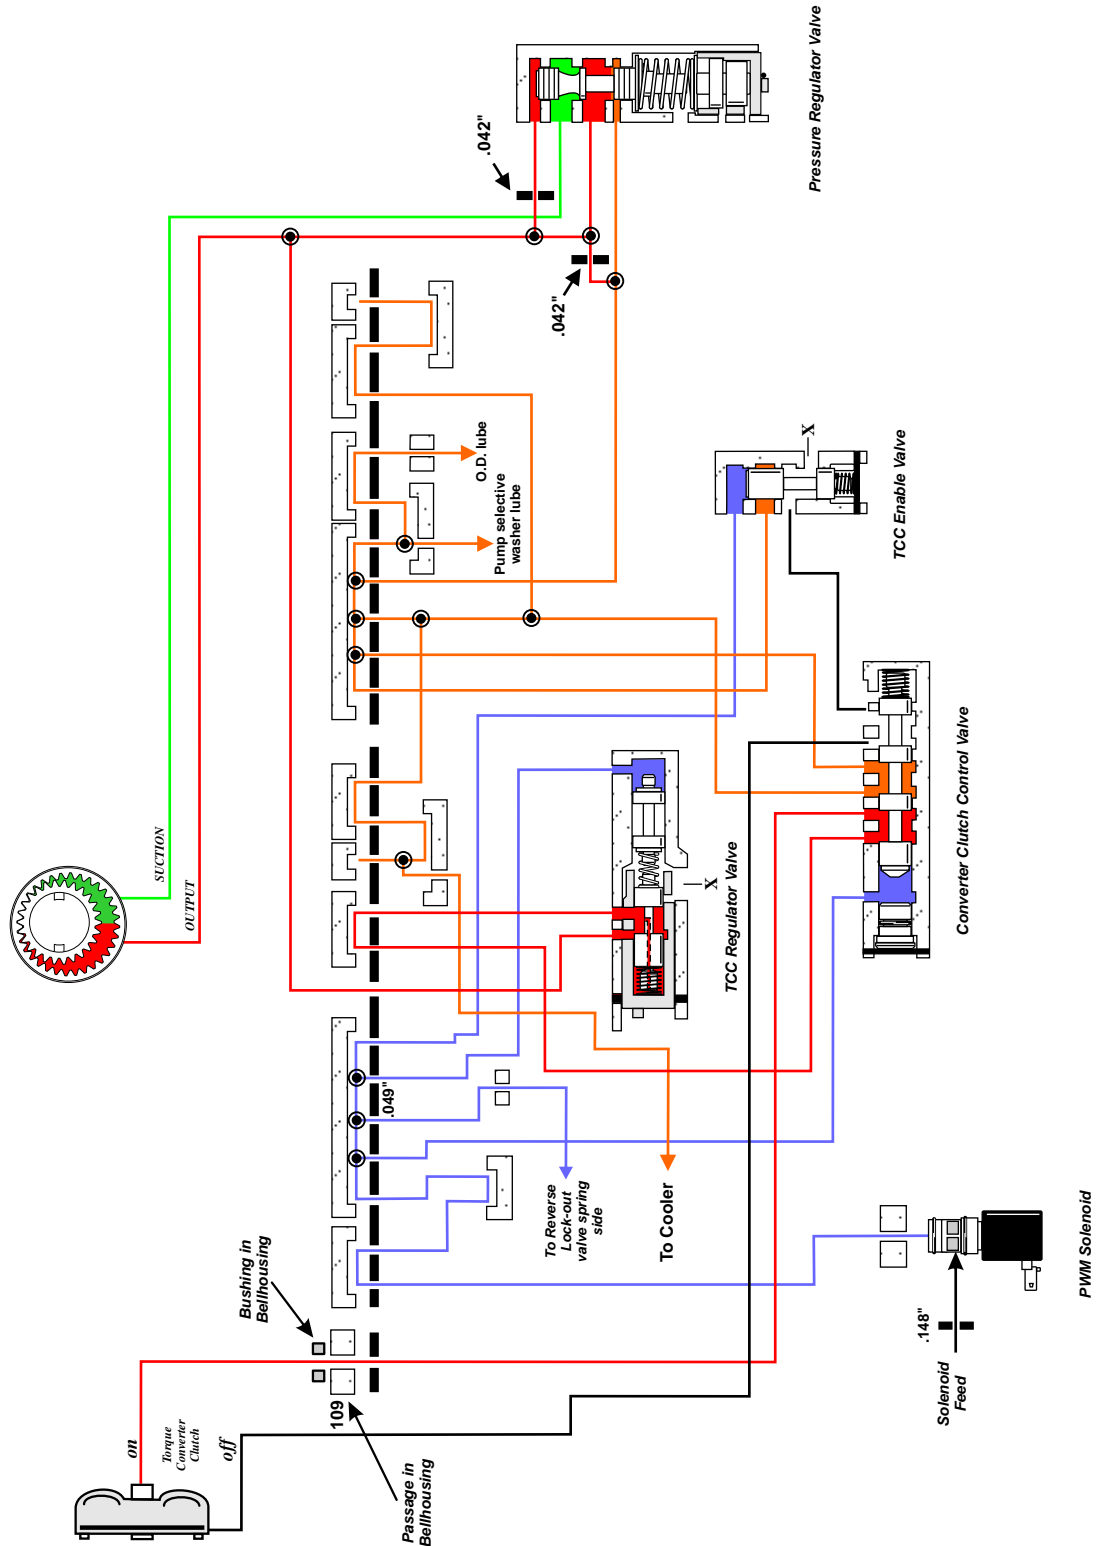 Pressure Regulator Valve
.042"
.042"
SUCTION
OUTPUT
O.D. lube
Pump selective
washer lube
X
TCC Enable Valve
X
TCC Regulator Valve
Converter Clutch Control Valve
.049"
To Reverse
Lock-out
valve spring
side
To Cooler
Bushing in
Bellhousing
109
Passage in
Bellhousing
on
Torque
Converter
Clutch
off
.148"
Solenoid
Feed
PWM Solenoid